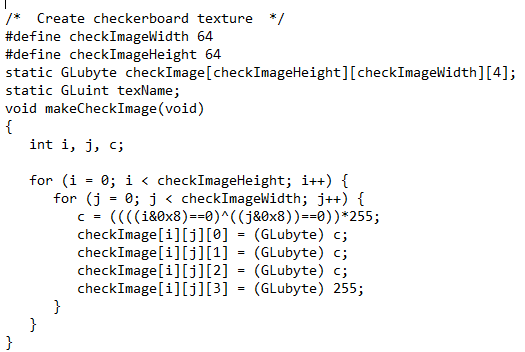 /*  Create checkerboard texture  */
#define checkImageWidth 64
#define checkImageHeight 64
static GLubyte checkImage[checkImageHeight][checkImageWidth][4];
static GLuint texName;
void makeCheckImage(void)
{
   int i, j, c;

   for (i = 0; i < checkImageHeight; i++) {
      for (j = 0; j < checkImageWidth; j++) {
         c = ((((i&0x8)==0)^((j&0x8))==0))*255;
         checkImage[i][j][0] = (GLubyte) c;
         checkImage[i][j][1] = (GLubyte) c;
         checkImage[i][j][2] = (GLubyte) c;
         checkImage[i][j][3] = (GLubyte) 255;
      }
   }
}